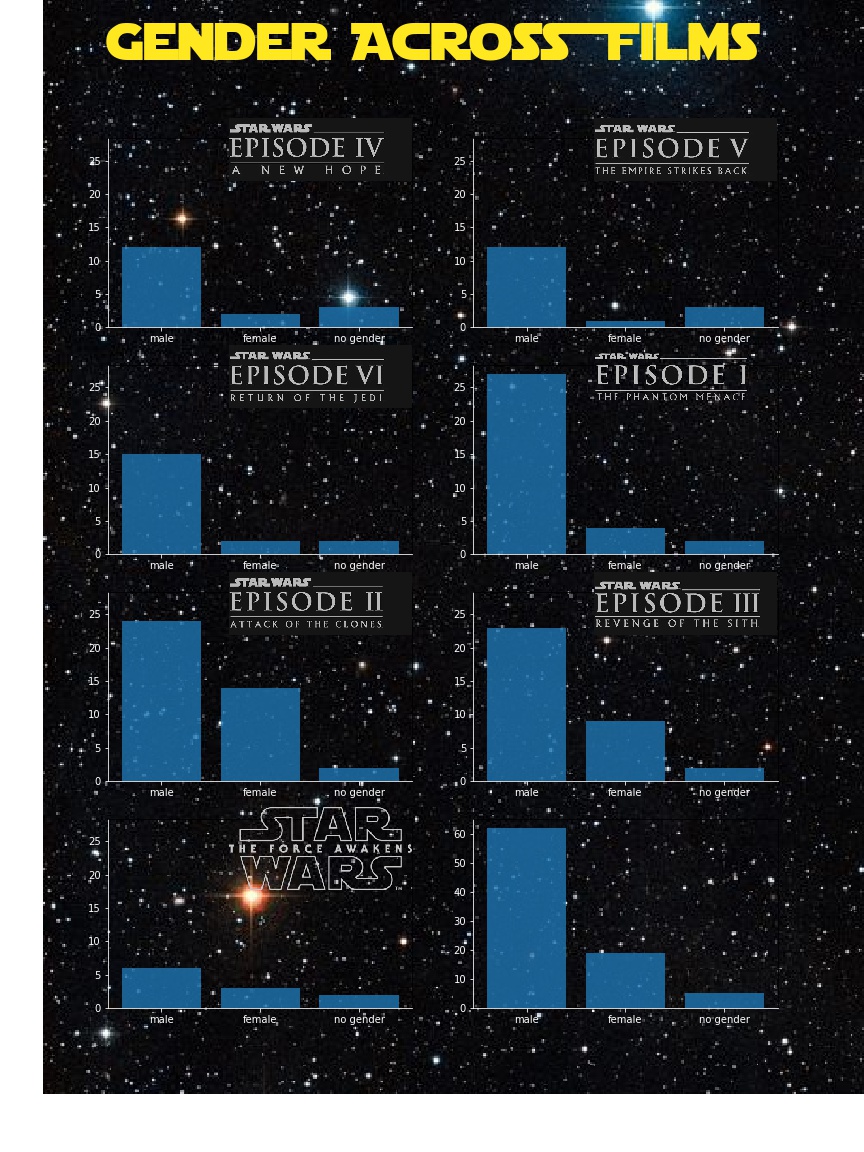 GENDER ACROSS FILMS
STAR WARS
EPISODE IV
A NEW HOPE
25
20
15
10
5
0
male female no gender
STAR WARS
EPISODE V
THE EMPIRE STRIKES BACK
25
20
15
10
5
0
male female no gender
STAR WARS
EPISODE VI
RETURN OF THE JEDI
25
20
15
10
5
0
male female no gender
STAR WARS
EPISODE I
THE PHANTOM MENACE
25
20
15
10
5
0
male female no gender
STAR WARS
EPISODE II
ATTACK OF THE CLONES
25
20
15
10
5
0
male female no gender
STAR WARS
EPISODE III
REVENGE OF THE SITH
25
20
15
10
5
0
male female no gender
STAR
THE FORCE AWAKENS
WARS
25
20
15
10
5
0
male female no gender
60
50
40
30
20
10
0
male female no gender